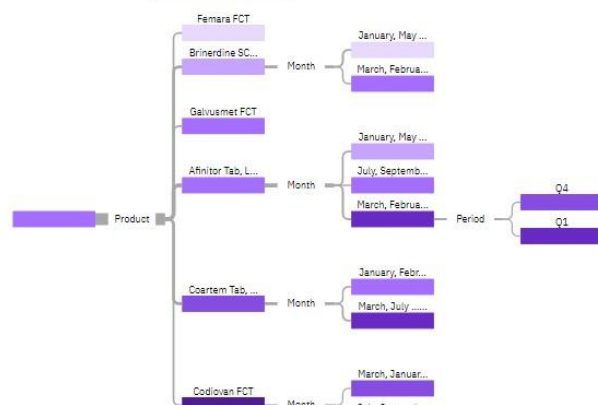 Femara FCT
January, May ...
Brinerdine SC...
Month
March, Februa...
Galvusmet FCT
January, May ...
Afinitor Tab, L...
Month
July, Septemb...
March, Februa...
Period
Q4
Q1
Product
January, Febr...
Coartem Tab, ...
Month
March, July ......
March, Januar...
Codiovan FCT
Month